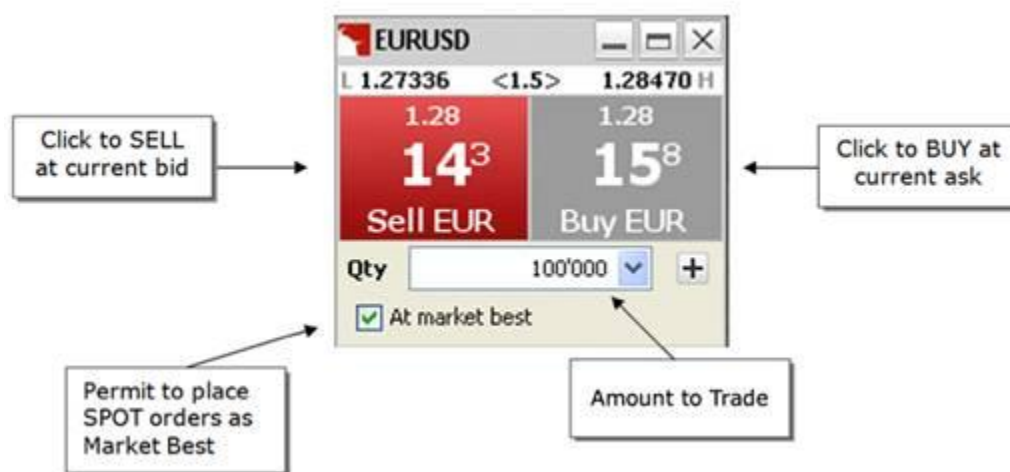 EURUSD
L 1.27336 <1.5> 1.28470 H
1.28 1.28
14³ 15⁸
Sell EUR Buy EUR
Qty 100'000
At market best
Click to SELL
at current bid
Click to BUY at
current ask
Permit to place
SPOT orders as
Market Best
Amount to Trade